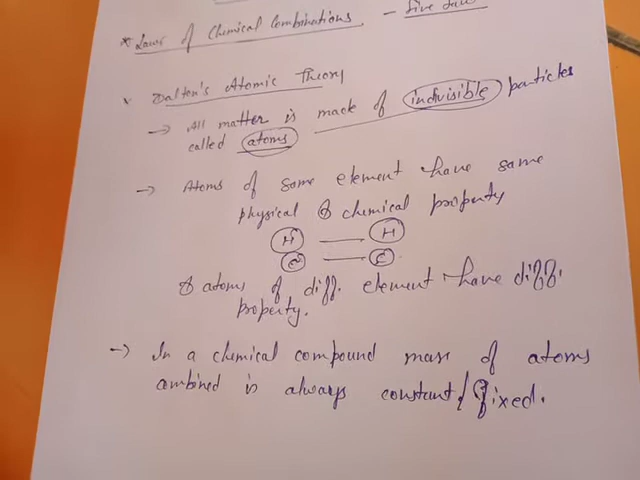 * Laws of Chemical Combinations. - five
Dalton's Atomic Theory
→ All matter is made of indivisible particles
called atoms
→ Atoms of same element have same
physical & chemical property
H — H
C — C
& atoms of diff. element have diff.
property.
→ In a chemical compound mass of atoms
combined is always constant/fixed.